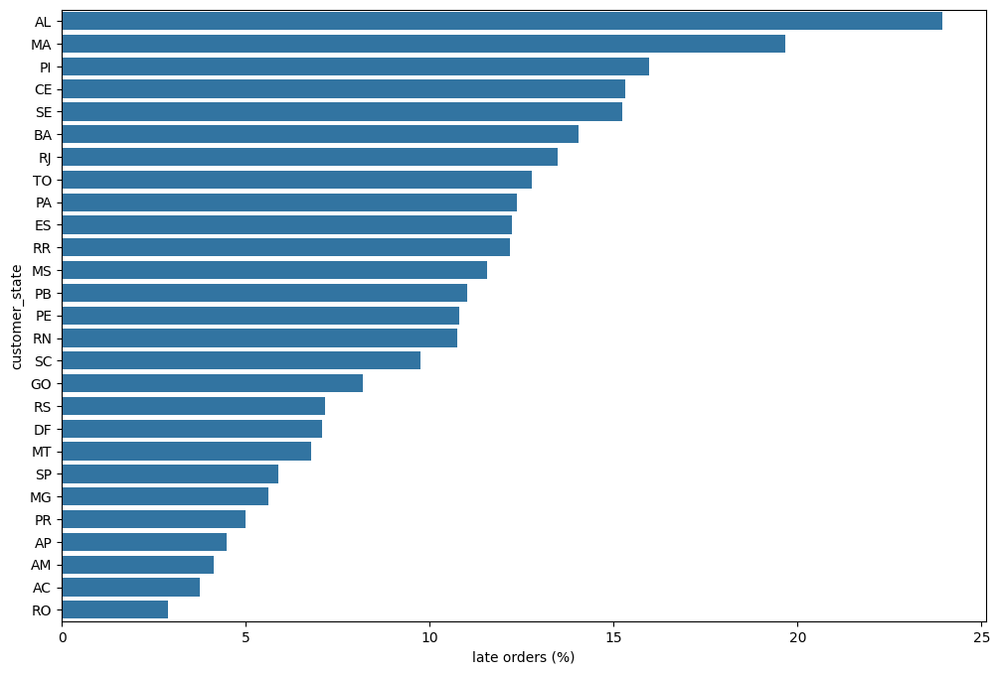 AL
MA
PI
CE
SE
BA
RJ
TO
PA
ES
RR
MS
PB
PE
RN
SC
GO
RS
DF
MT
SP
MG
PR
AP
AM
AC
RO
customer_state
0 5 10 15 20 25
late orders (%)